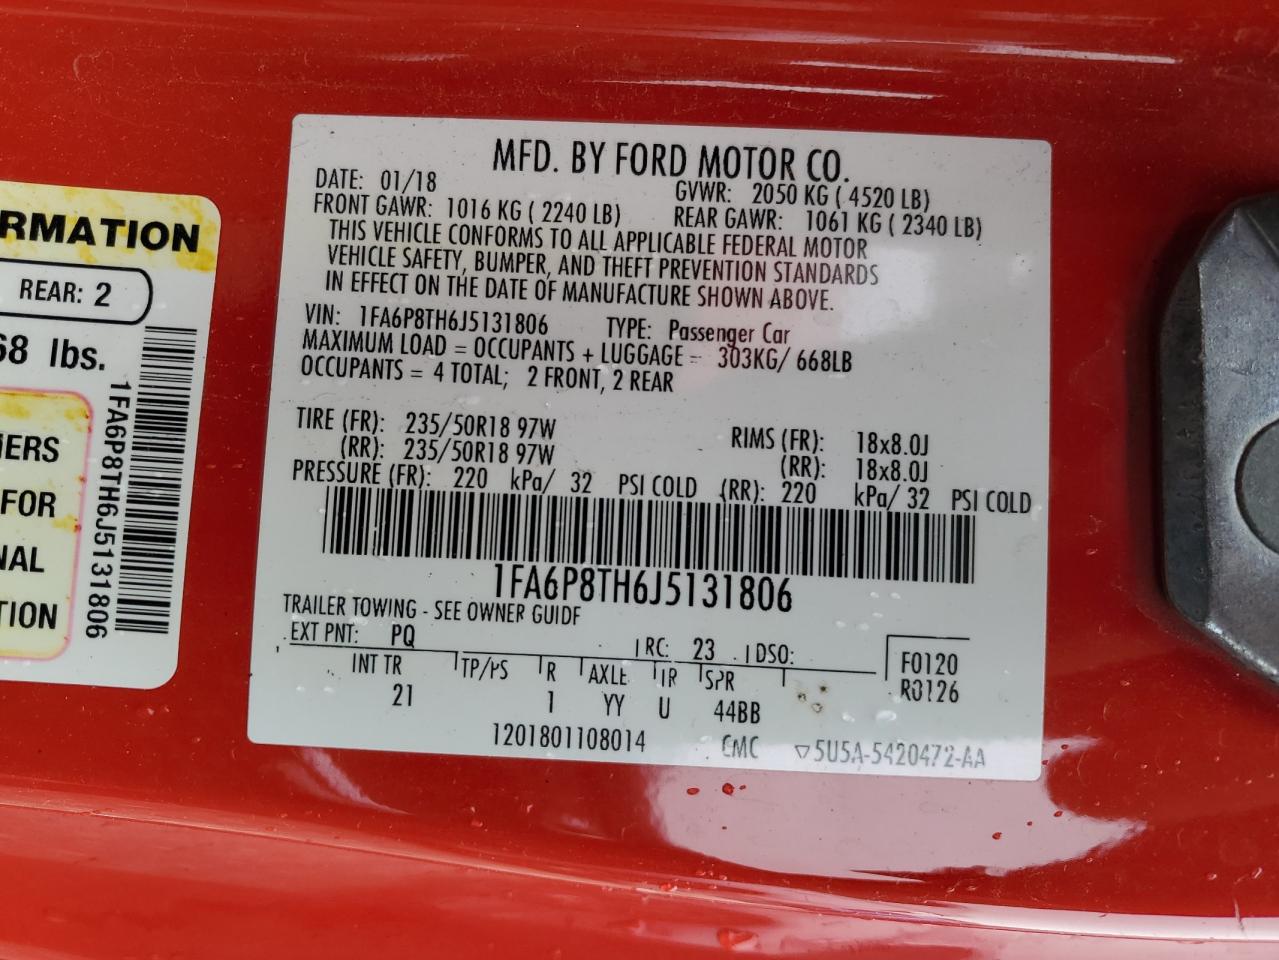 RMATION
REAR: 2
68 lbs.
IERS
FOR
NAL
TION
1FA6P8TH6J5131806
MFD. BY FORD MOTOR CO.
DATE: 01/18 GVWR: 2050 KG ( 4520 LB)
FRONT GAWR: 1016 KG ( 2240 LB) REAR GAWR: 1061 KG ( 2340 LB)
THIS VEHICLE CONFORMS TO ALL APPLICABLE FEDERAL MOTOR
VEHICLE SAFETY, BUMPER, AND THEFT PREVENTION STANDARDS
IN EFFECT ON THE DATE OF MANUFACTURE SHOWN ABOVE.
VIN: 1FA6P8TH6J5131806 TYPE: Passenger Car
MAXIMUM LOAD = OCCUPANTS + LUGGAGE = 303KG/ 668LB
OCCUPANTS = 4 TOTAL; 2 FRONT, 2 REAR
TIRE (FR): 235/50R18 97W RIMS (FR): 18x8.0J
(RR): 235/50R18 97W (RR): 18x8.0J
PRESSURE (FR): 220 kPa/ 32 PSI COLD (RR): 220 kPa/ 32 PSI COLD
1FA6P8TH6J5131806
TRAILER TOWING - SEE OWNER GUIDE
EXT PNT: PQ RC: 23 DSO: F0120
INT TR TP/PS R AXLE TR SPR R0126
21 1 YY U 44BB
1201801108014 CMC ▽5U5A-5420472-AA